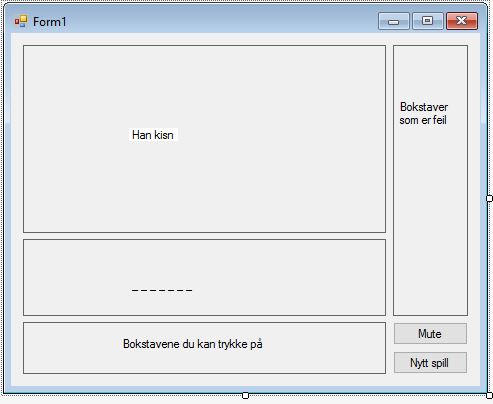 Form1
Han kisn
Bokstaver
som er feil
_ _ _ _ _ _ _
Bokstavene du kan trykke på
Mute
Nytt spill